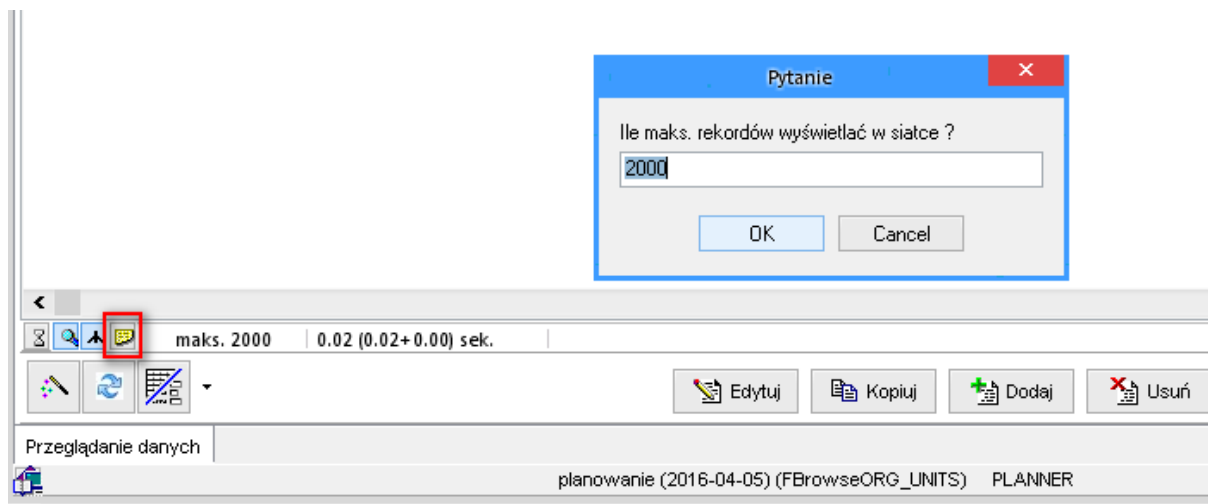 Pytanie
Ile maks. rekordów wyświetlać w siatce ?
2000
OK Cancel
maks. 2000 0.02 (0.02+0.00) sek.
Edytuj Kopiuj Dodaj Usuń
Przeglądanie danych
planowanie (2016-04-05) (FBrowseORG_UNITS) PLANNER